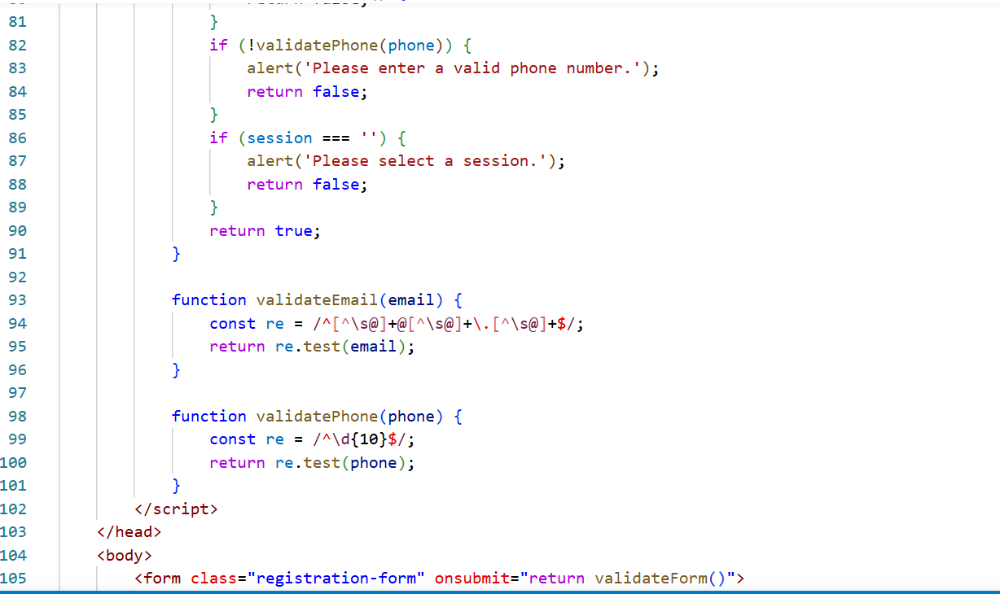 81 }
82 if (!validatePhone(phone)) {
83 alert('Please enter a valid phone number.');
84 return false;
85 }
86 if (session === '') {
87 alert('Please select a session.');
88 return false;
89 }
90 return true;
91 }
92
93 function validateEmail(email) {
94 const re = /^[^\s@]+@[^\s@]+\.[^\s@]+$/;
95 return re.test(email);
96 }
97
98 function validatePhone(phone) {
99 const re = /^\d{10}$/;
100 return re.test(phone);
101 }
102 </script>
103 </head>
104 <body>
105 <form class="registration-form" onsubmit="return validateForm()">